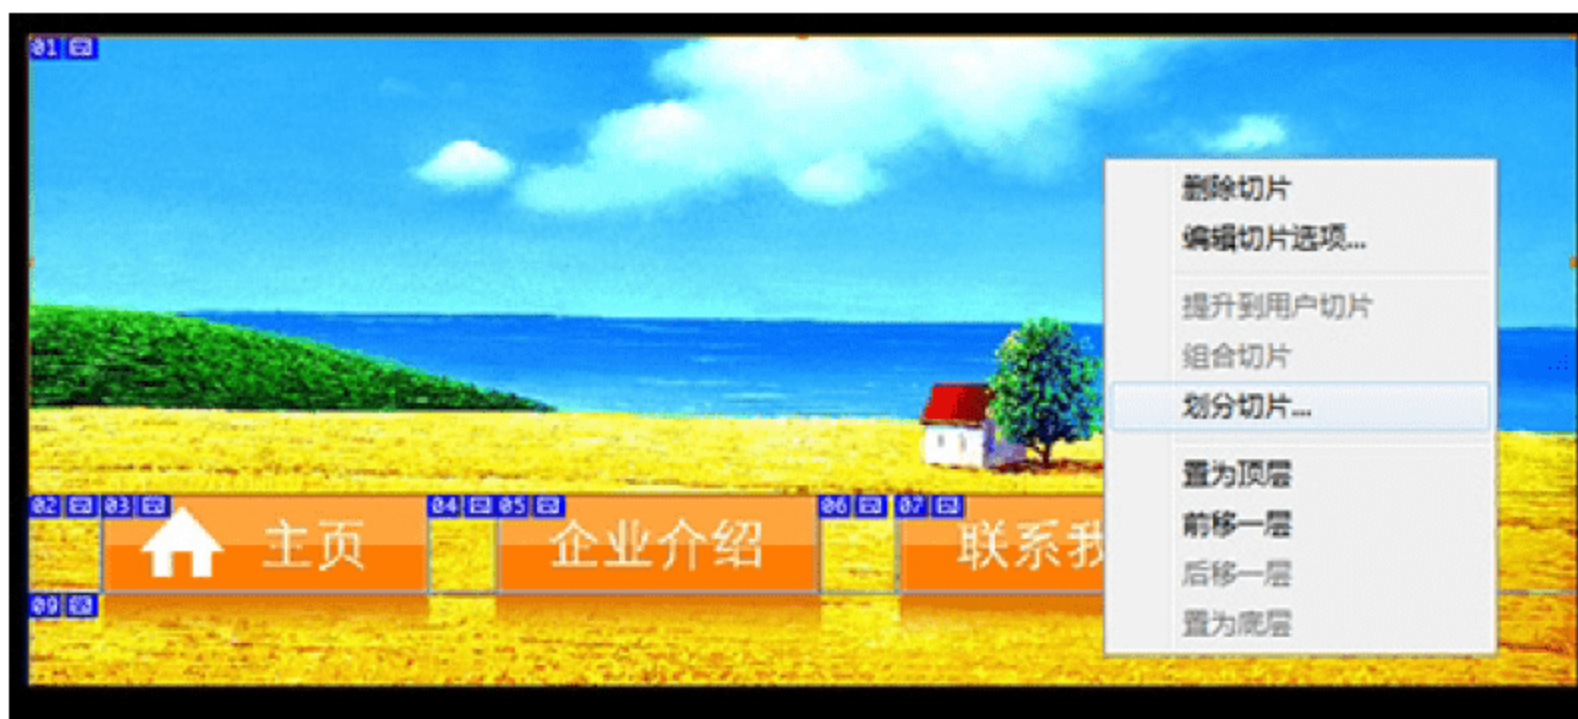 01
删除切片
编辑切片选项...
提升到用户切片
组合切片
划分切片...
置为顶层
前移一层
后移一层
置为底层
02 03 04 05 06 07
主页 企业介绍 联系我
09